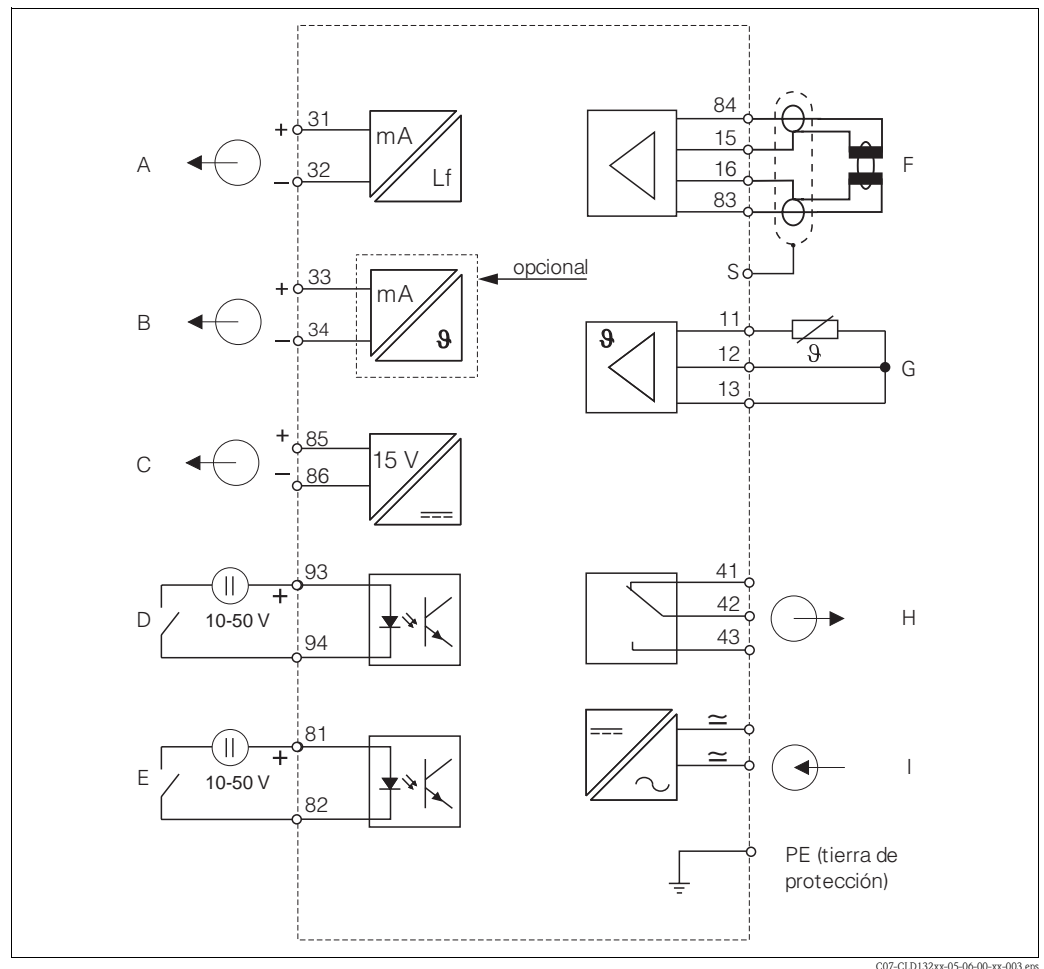 A
+ 31
mA
− 32
Lf
84
15
16
83
F
S
opcional
B
+ 33
mA
− 34
ϑ
ϑ
11
ϑ
12
13
G
C
+ 85
15 V
− 86
D
93
+
10-50 V
94
41
42
43
H
E
81
+
10-50 V
82
≃
≃
I
PE (tierra de
protección)
C07-CLD132xx-05-06-00-xx-003.eps